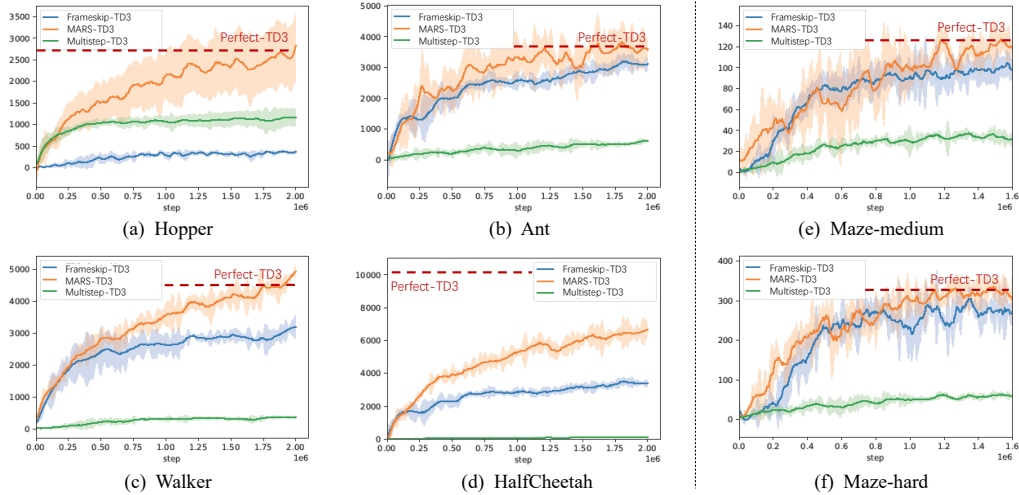 Frameskip-TD3
MARS-TD3
Multistep-TD3
Perfect-TD3
3500
3000
2500
2000
1500
1000
500
0
0.00 0.25 0.50 0.75 1.00 1.25 1.50 1.75 2.00
step
1e6
(a) Hopper
Frameskip-TD3
MARS-TD3
Multistep-TD3
Perfect-TD3
5000
4000
3000
2000
1000
0
0.00 0.25 0.50 0.75 1.00 1.25 1.50 1.75 2.00
step
1e6
(b) Ant
Frameskip-TD3
MARS-TD3
Multistep-TD3
Perfect-TD3
140
120
100
80
60
40
20
0
0.0 0.2 0.4 0.6 0.8 1.0 1.2 1.4 1.6
step
1e6
(e) Maze-medium
Frameskip-TD3
MARS-TD3
Multistep-TD3
Perfect-TD3
5000
4000
3000
2000
1000
0
0.00 0.25 0.50 0.75 1.00 1.25 1.50 1.75 2.00
step
1e6
(c) Walker
Frameskip-TD3
MARS-TD3
Multistep-TD3
Perfect-TD3
10000
8000
6000
4000
2000
0
0.00 0.25 0.50 0.75 1.00 1.25 1.50 1.75 2.00
step
1e6
(d) HalfCheetah
Frameskip-TD3
MARS-TD3
Multistep-TD3
Perfect-TD3
400
300
200
100
0
0.0 0.2 0.4 0.6 0.8 1.0 1.2 1.4 1.6
step
1e6
(f) Maze-hard